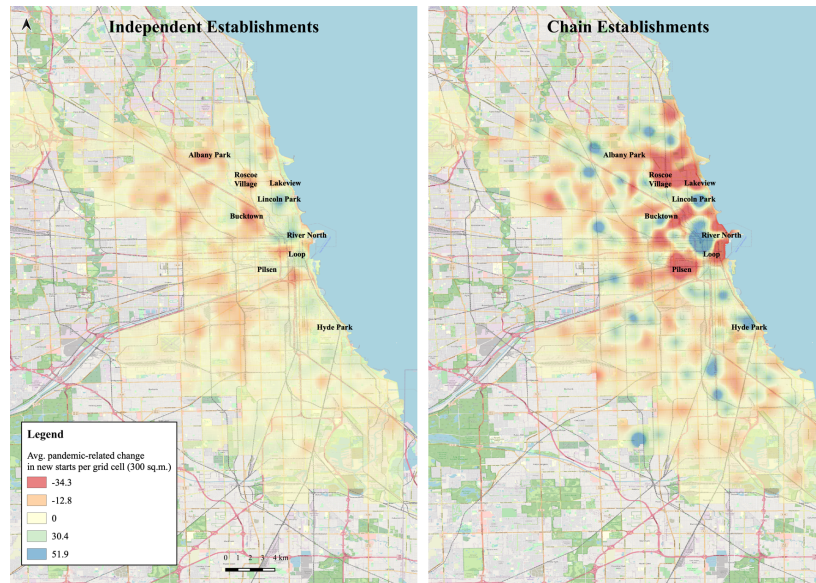 Independent Establishments
Albany Park
Roscoe
Village
Lakeview
Lincoln Park
Bucktown
River North
Loop
Pilsen
Hyde Park
Legend
Avg. pandemic-related change
in new starts per grid cell (300 sq.m.)
-34.3
-12.8
0
30.4
51.9
0 1 2 3 4 km
Chain Establishments
Albany Park
Roscoe
Village
Lakeview
Lincoln Park
Bucktown
River North
Loop
Pilsen
Hyde Park